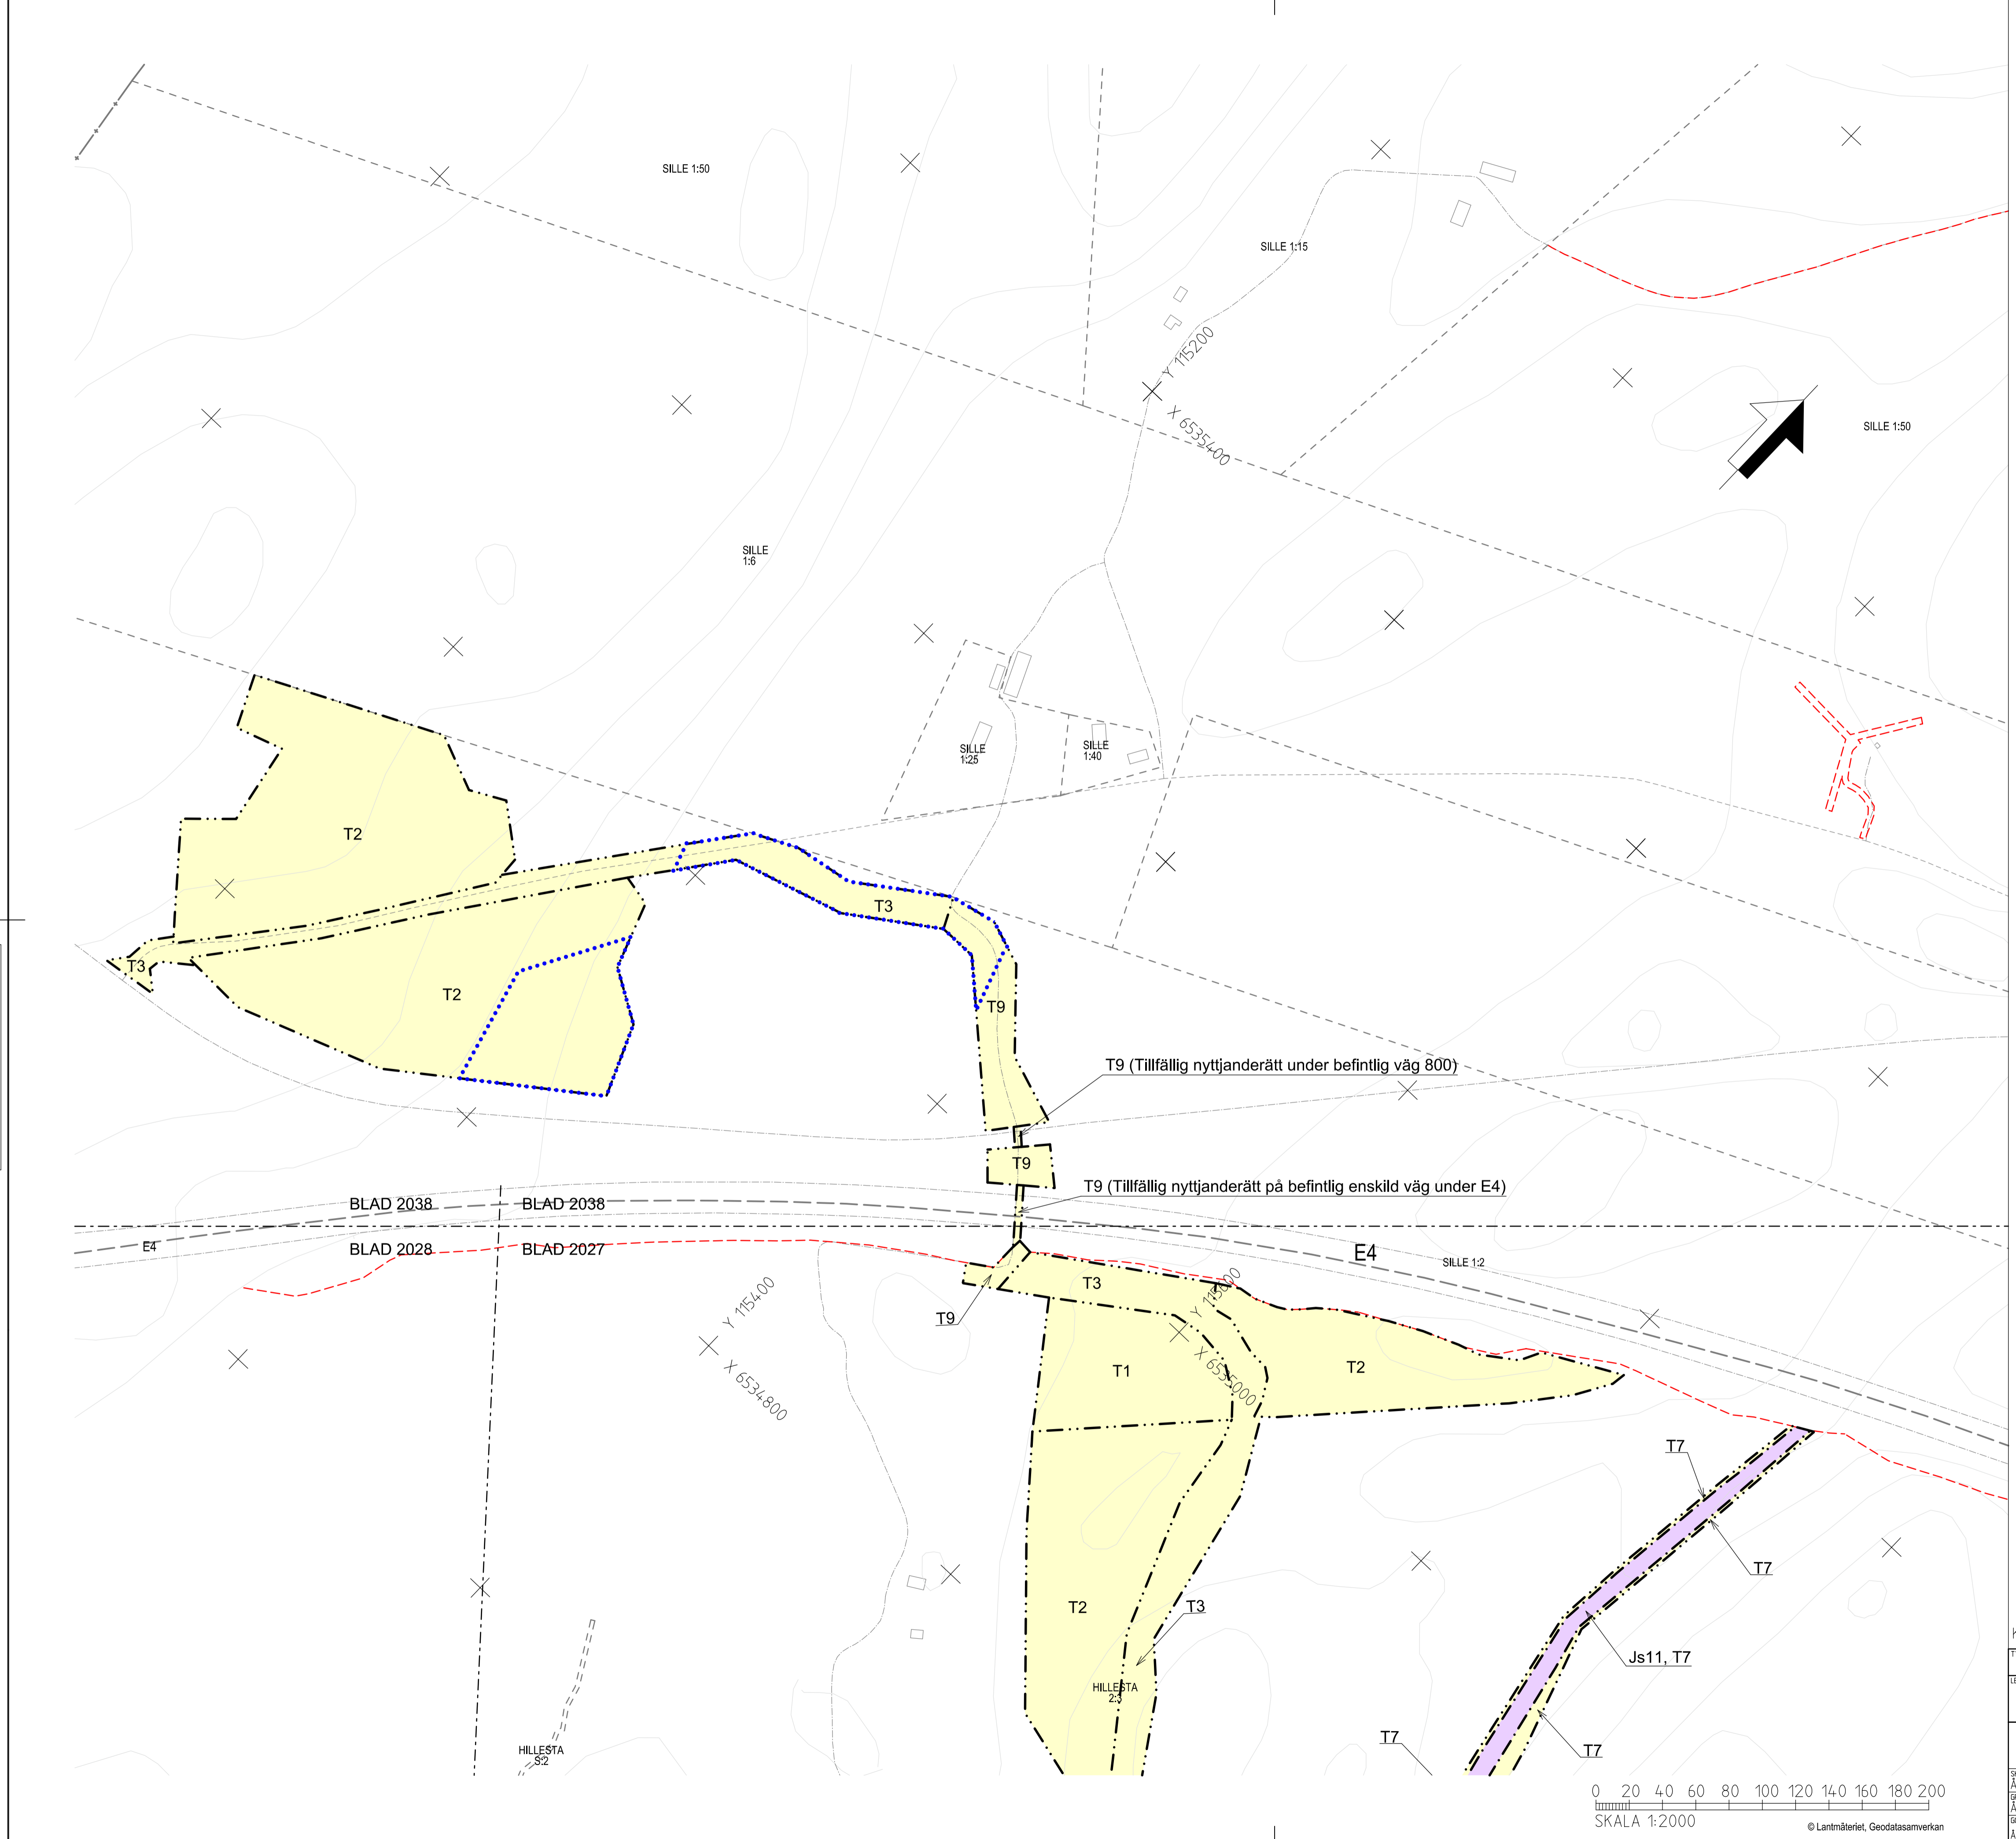 SILLE 1:50
SILLE 1:15
Y 115200
X 6535400
SILLE 1:50
SILLE
1:6
SILLE
1:25
SILLE
1:40
T2
T3
T3
T2
T9
T9 (Tillfällig nyttjanderätt under befintlig väg 800)
T9
T9 (Tillfällig nyttjanderätt på befintlig enskild väg under E4)
BLAD 2038
BLAD 2038
E4
BLAD 2028
BLAD 2027
E4
SILLE 1:2
T3
Y 115400
Y 115600
T9
X 6534800
X 6535000
T1
T2
T7
T7
T2
T3
Js11, T7
HILLESTA
2:3
T7
T7
HILLESTA
S:2
0 20 40 60 80 100 120 140 160 180 200
SKALA 1:2000
© Lantmäteriet, Geodatasamverkan